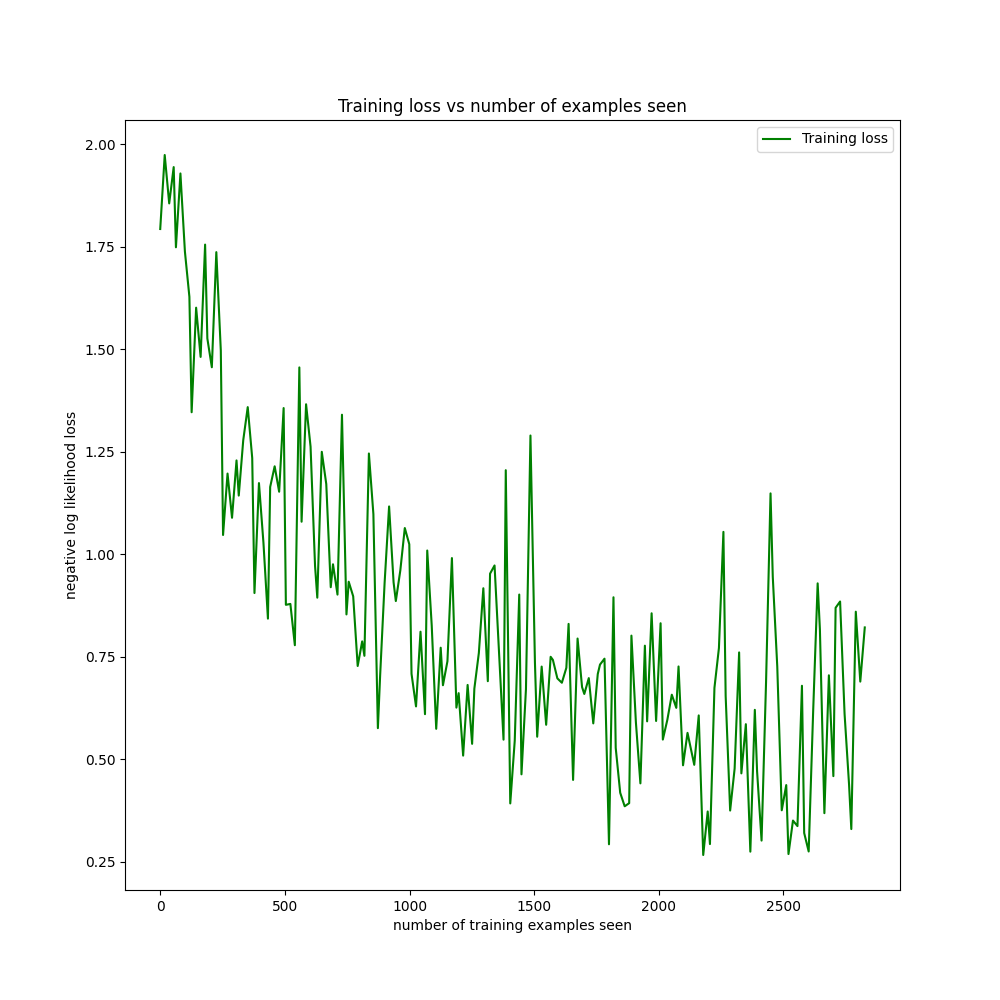 Training loss vs number of examples seen
Training loss
2.00
1.75
1.50
1.25
1.00
0.75
0.50
0.25
negative log likelihood loss
0 500 1000 1500 2000 2500
number of training examples seen